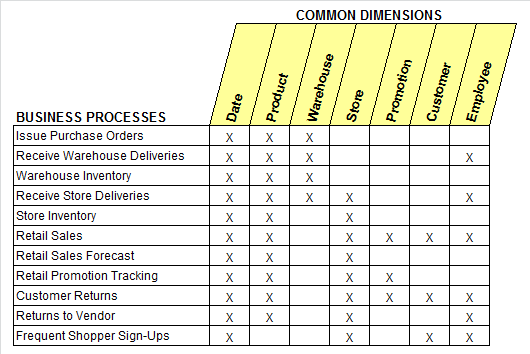 COMMON DIMENSIONS
BUSINESS PROCESSES Date Product Warehouse Store Promotion Customer Employee
Issue Purchase Orders X X X
Receive Warehouse Deliveries X X X X
Warehouse Inventory X X X
Receive Store Deliveries X X X X X
Store Inventory X X X
Retail Sales X X X X X X
Retail Sales Forecast X X X
Retail Promotion Tracking X X X X
Customer Returns X X X X X X
Returns to Vendor X X X X
Frequent Shopper Sign-Ups X X X X